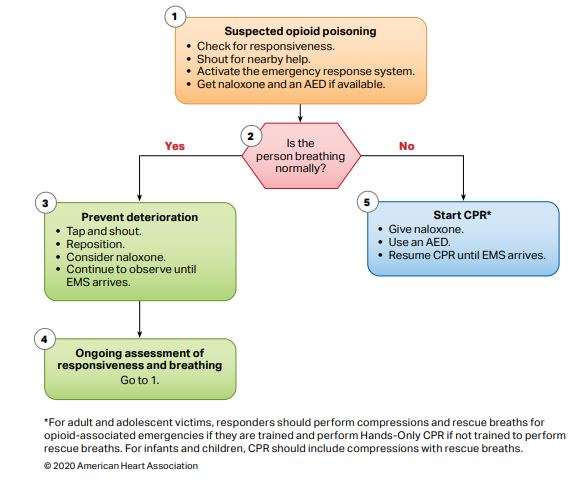 1
Suspected opioid poisoning
• Check for responsiveness.
• Shout for nearby help.
• Activate the emergency response system.
• Get naloxone and an AED if available.
2
Is the
person breathing
normally?
Yes
No
3
Prevent deterioration
• Tap and shout.
• Reposition.
• Consider naloxone.
• Continue to observe until
EMS arrives.
5
Start CPR*
• Give naloxone.
• Use an AED.
• Resume CPR until EMS arrives.
4
Ongoing assessment of
responsiveness and breathing
Go to 1.
*For adult and adolescent victims, responders should perform compressions and rescue breaths for
opioid-associated emergencies if they are trained and perform Hands-Only CPR if not trained to perform
rescue breaths. For infants and children, CPR should include compressions with rescue breaths.
© 2020 American Heart Association